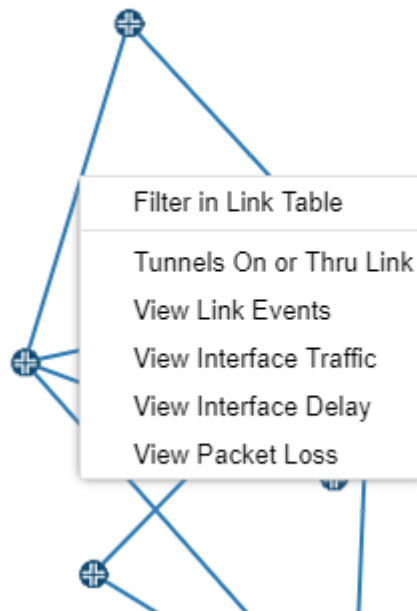 Filter in Link Table
Tunnels On or Thru Link
View Link Events
View Interface Traffic
View Interface Delay
View Packet Loss